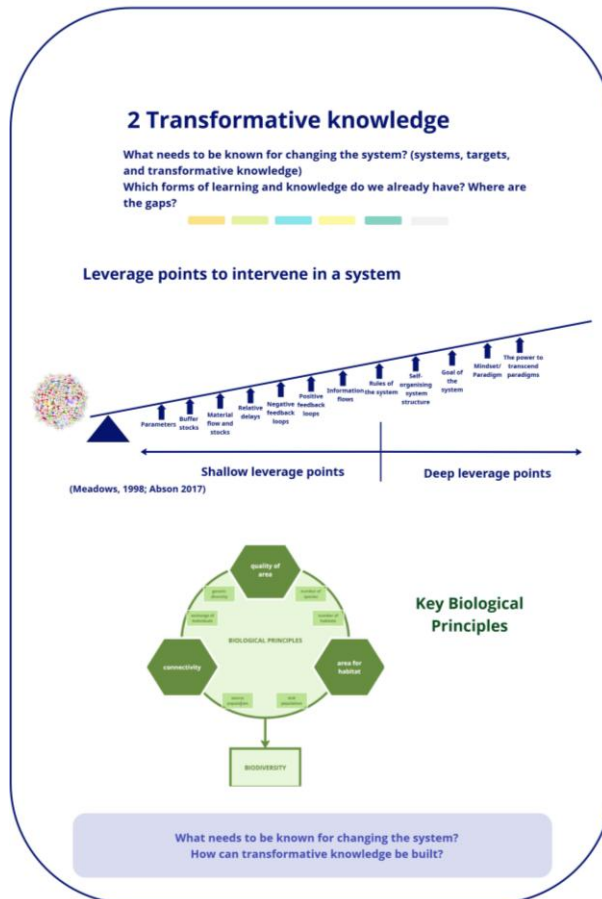 2 Transformative knowledge
What needs to be known for changing the system? (systems, targets,
and transformative knowledge)
Which forms of learning and knowledge do we already have? Where are
the gaps?
Leverage points to intervene in a system
Parameters
Buffer
stocks
Material
flow and
stocks
Relative
delays
Negative
feedback
loops
Positive
feedback
loops
Information
flows
Rules of
the system
Self-
organising
system
structure
Goal of
the
system
Mindset/
Paradigm
The power to
transcend
paradigms
Shallow leverage points
Deep leverage points
(Meadows, 1998; Abson 2017)
quality of
area
genetic
diversity
number of
species
exchange of
individuals
number of
habitats
BIOLOGICAL PRINCIPLES
Key Biological
Principles
connectivity
area for
habitat
population
BIODIVERSITY
What needs to be known for changing the system?
How can transformative knowledge be built?